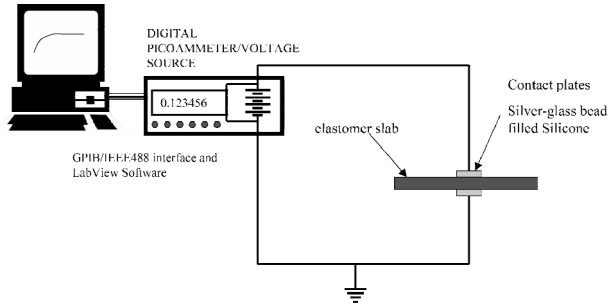 DIGITAL
PICOAMMETER/VOLTAGE
SOURCE
0.123456
GPIB/IEEE488 interface and
LabView Software
elastomer slab
Contact plates
Silver-glass bead
filled Silicone